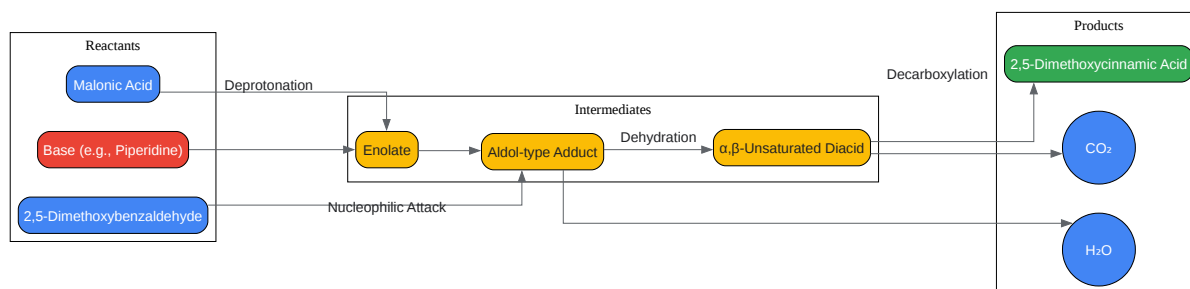 Reactants
Malonic Acid
Base (e.g., Piperidine)
2,5-Dimethoxybenzaldehyde
Deprotonation
Nucleophilic Attack
Intermediates
Enolate
Aldol-type Adduct
Dehydration
α,β-Unsaturated Diacid
Decarboxylation
Products
2,5-Dimethoxycinnamic Acid
CO₂
H₂O